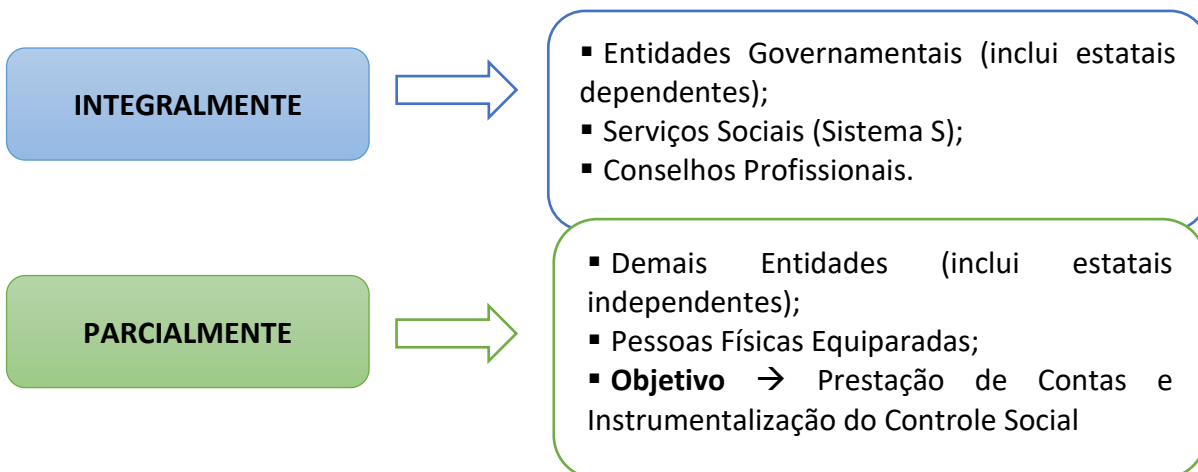 INTEGRALMENTE
▪ Entidades Governamentais (inclui estatais
dependentes);
▪ Serviços Sociais (Sistema S);
▪ Conselhos Profissionais.
PARCIALMENTE
▪ Demais Entidades (inclui estatais
independentes);
▪ Pessoas Físicas Equiparadas;
▪ Objetivo → Prestação de Contas e
Instrumentalização do Controle Social